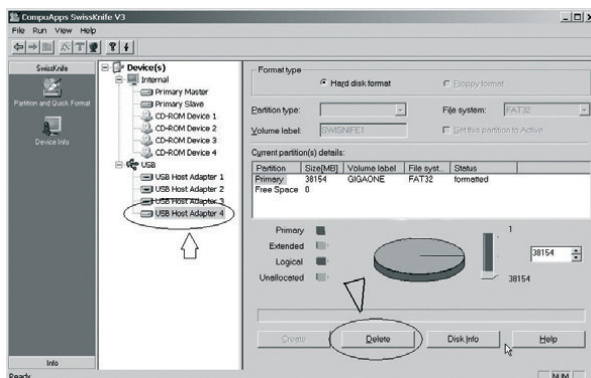 CompuApps SwissKnife V3
File Run View Help
SwissKnife
Partition and Quick Format
Device Info
Info
Device(s)
Internal
Primary Master
Primary Slave
CD-ROM Device 1
CD-ROM Device 2
CD-ROM Device 3
CD-ROM Device 4
USB
USB Host Adapter 1
USB Host Adapter 2
USB Host Adapter 3
USB Host Adapter 4
Format type
Hard disk format Floppy format
Partition type: File system: FAT32
Volume label: SWISNIFE1 Set this partition to Active
Current partition(s) details:
Partition Size[MB] Volume label File syst... Status
Primary 38154 GIGAONE FAT32 formatted
Free Space 0
Primary
Extended
Logical
Unallocated
1
38154
38154
Create Delete Disk Info Help
Ready NUM